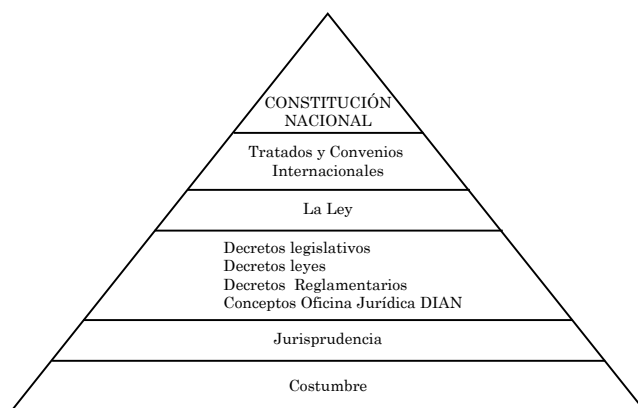 CONSTITUCIÓN
NACIONAL
Tratados y Convenios
Internacionales
La Ley
Decretos legislativos
Decretos leyes
Decretos Reglamentarios
Conceptos Oficina Jurídica DIAN
Jurisprudencia
Costumbre